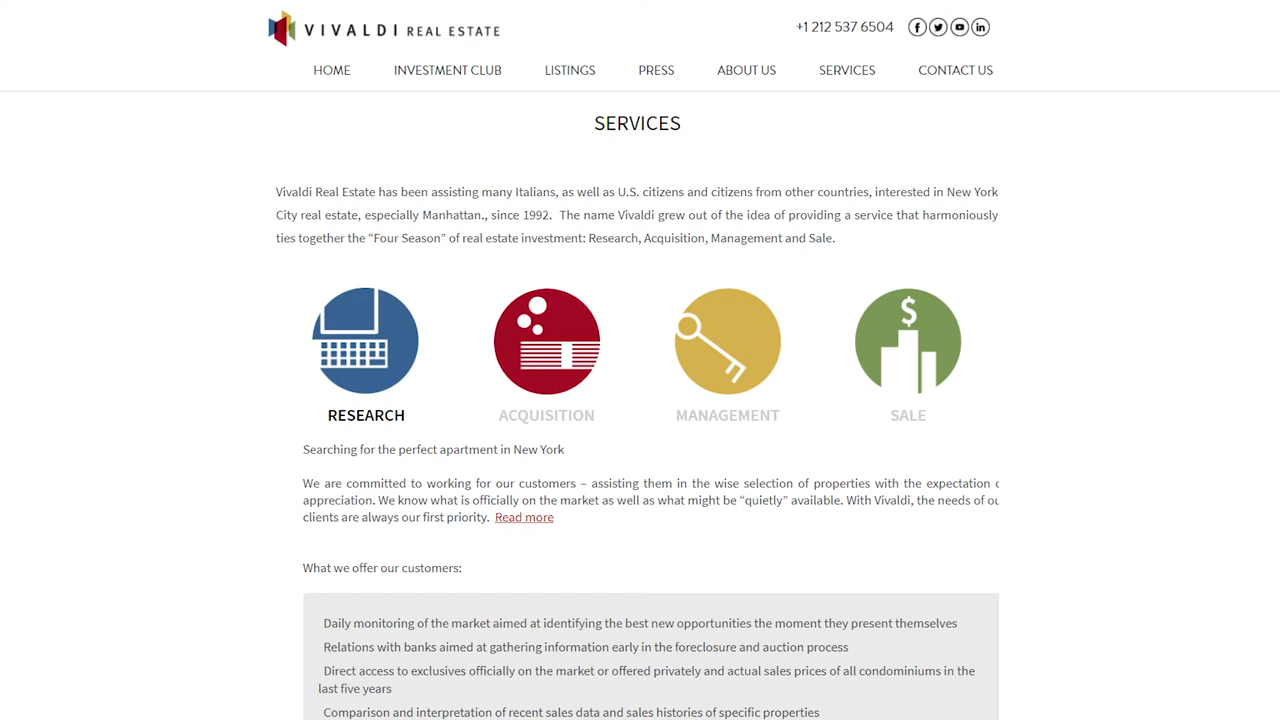 VIVALDI REAL ESTATE
+1 212 537 6504
HOME INVESTMENT CLUB LISTINGS PRESS ABOUT US SERVICES CONTACT US
SERVICES
Vivaldi Real Estate has been assisting many Italians, as well as U.S. citizens and citizens from other countries, interested in New York
City real estate, especially Manhattan., since 1992. The name Vivaldi grew out of the idea of providing a service that harmoniously
ties together the “Four Season” of real estate investment: Research, Acquisition, Management and Sale.
$
RESEARCH ACQUISITION MANAGEMENT SALE
Searching for the perfect apartment in New York
We are committed to working for our customers – assisting them in the wise selection of properties with the expectation
appreciation. We know what is officially on the market as well as what might be “quietly” available. With Vivaldi, the needs of
clients are always our first priority. Read more
What we offer our customers:
Daily monitoring of the market aimed at identifying the best new opportunities the moment they present themselves
Relations with banks aimed at gathering information early in the foreclosure and auction process
Direct access to exclusives officially on the market or offered privately and actual sales prices of all condominiums in the
last five years
Comparison and interpretation of recent sales data and sales histories of specific properties